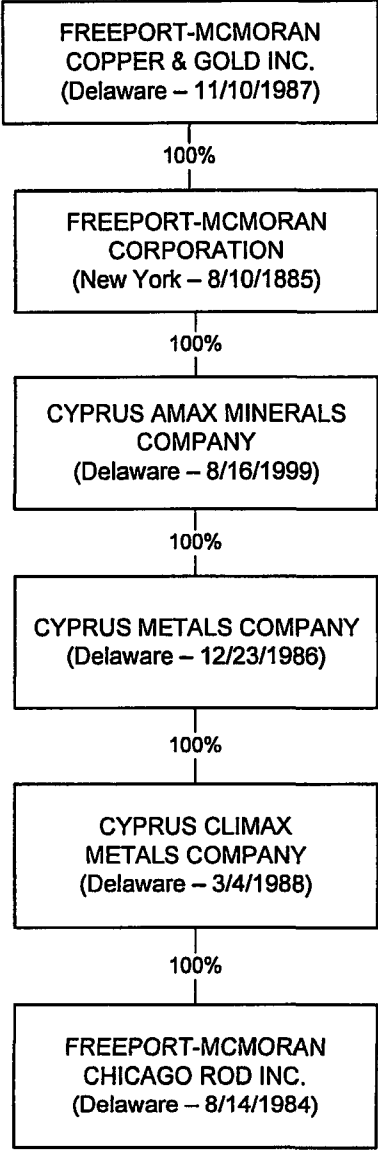 FREEPORT-MCMORAN
COPPER & GOLD INC.
(Delaware – 11/10/1987)
100%
FREEPORT-MCMORAN
CORPORATION
(New York – 8/10/1885)
100%
CYPRUS AMAX MINERALS
COMPANY
(Delaware – 8/16/1999)
100%
CYPRUS METALS COMPANY
(Delaware – 12/23/1986)
100%
CYPRUS CLIMAX
METALS COMPANY
(Delaware – 3/4/1988)
100%
FREEPORT-MCMORAN
CHICAGO ROD INC.
(Delaware – 8/14/1984)